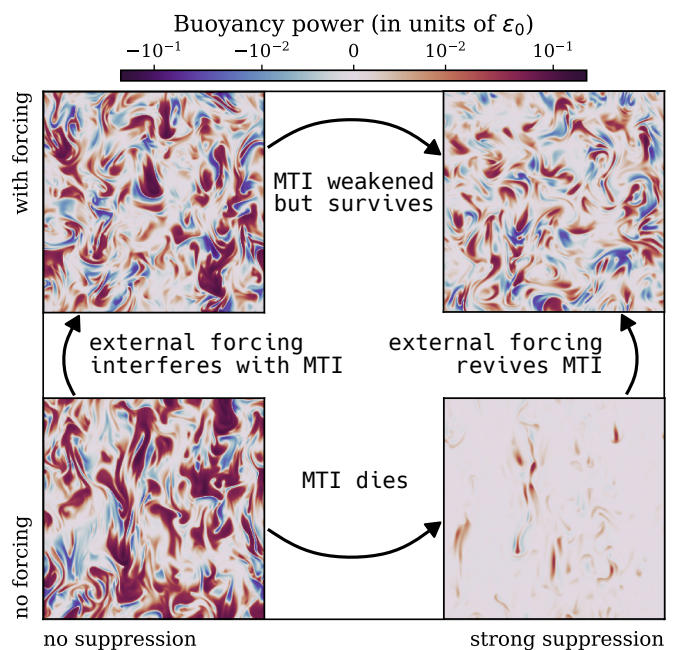 Buoyancy power (in units of ε₀)
−10⁻¹ −10⁻² 0 10⁻² 10⁻¹
with forcing
MTI weakened
but survives
external forcing
interferes with MTI
external forcing
revives MTI
no forcing
MTI dies
no suppression
strong suppression